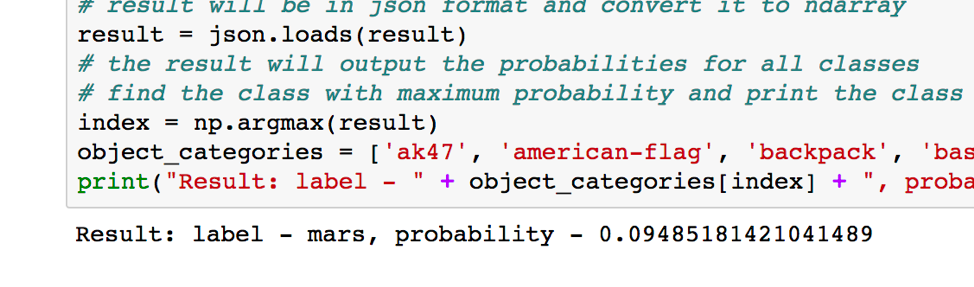 # result will be in json format and convert it to ndarray
result = json.loads(result)
# the result will output the probabilities for all classes
# find the class with maximum probability and print the class
index = np.argmax(result)
object_categories = ['ak47', 'american-flag', 'backpack', 'bas
print("Result: label - " + object_categories[index] + ", proba
Result: label - mars, probability - 0.09485181421041489